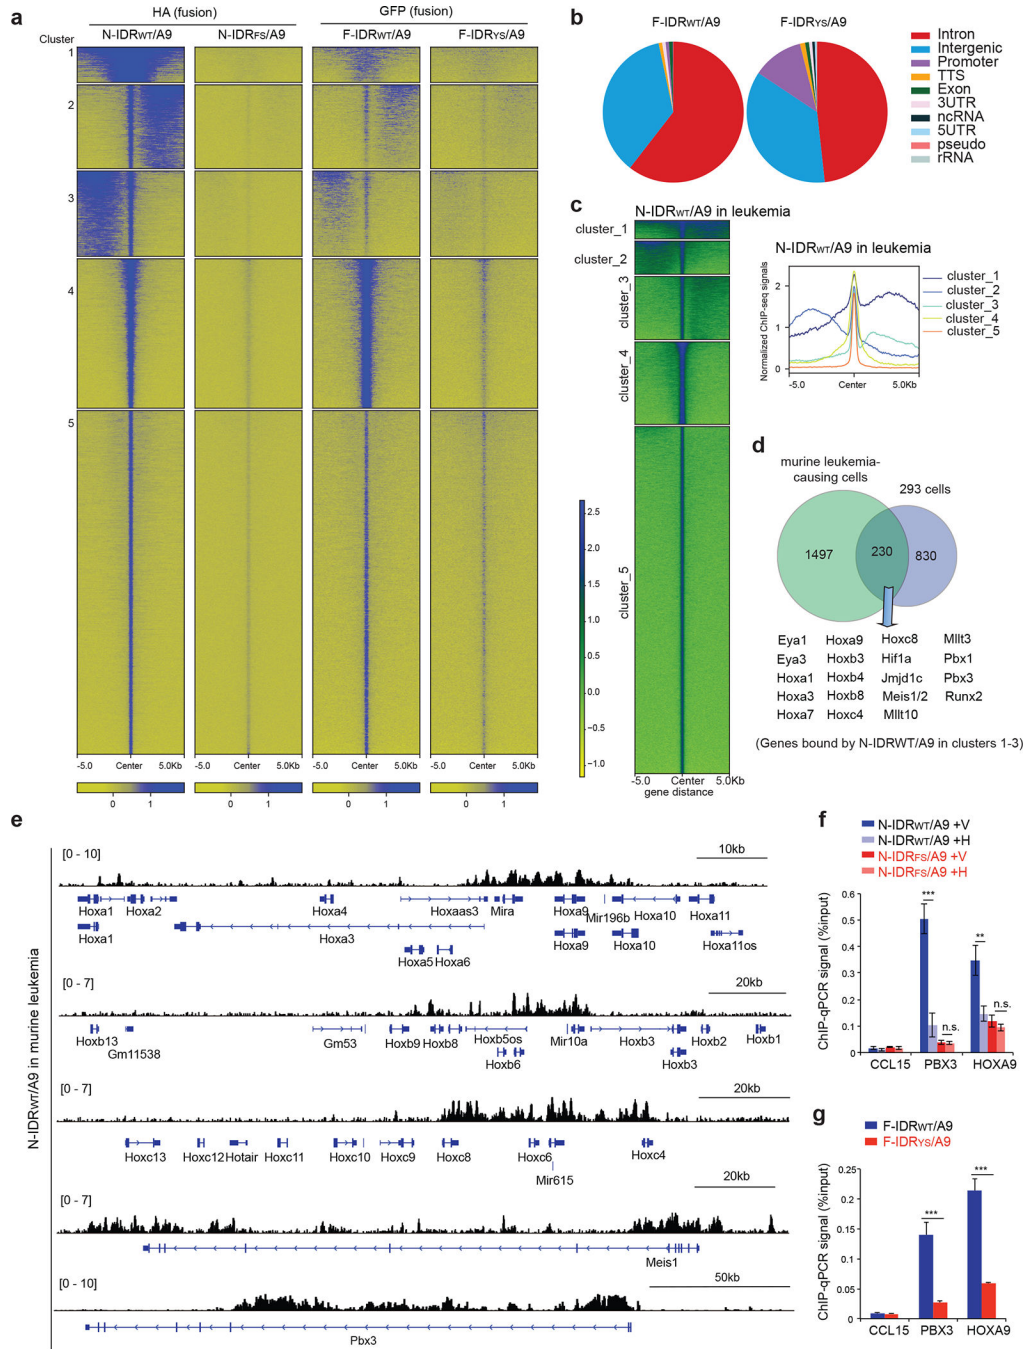 a
HA (fusion)
GFP (fusion)
Cluster
N-IDRWT/A9
N-IDRFS/A9
F-IDRWT/A9
F-IDRYS/A9
1
2
3
4
5
-5.0 Center 5.0Kb
-5.0 Center 5.0Kb
-5.0 Center 5.0Kb
-5.0 Center 5.0Kb
0 1
0 1
0 1
0 1
b
F-IDRWT/A9
F-IDRYS/A9
Intron
Intergenic
Promoter
TTS
Exon
3UTR
ncRNA
5UTR
pseudo
rRNA
c
N-IDRWT/A9 in leukemia
cluster_1
cluster_2
cluster_3
cluster_4
cluster_5
-5.0 Center 5.0Kb
gene distance
2.5
2.0
1.5
1.0
0.5
0.0
−0.5
−1.0
N-IDRWT/A9 in leukemia
Normalized ChIP-seq signals
2
1
0
-5.0 Center 5.0Kb
cluster_1
cluster_2
cluster_3
cluster_4
cluster_5
d
murine leukemia-
causing cells
293 cells
1497
230
830
Eya1 Hoxa9 Hoxc8 Mllt3
Eya3 Hoxb3 Hif1a Pbx1
Hoxa1 Hoxb4 Jmjd1c Pbx3
Hoxa3 Hoxb8 Meis1/2 Runx2
Hoxa7 Hoxc4 Mllt10
(Genes bound by N-IDRWT/A9 in clusters 1-3)
e
N-IDRWT/A9 in murine leukemia
[0 - 10]
10kb
Hoxa1 Hoxa2 Hoxa4 Hoxaas3 Mira Hoxa9 Mir196b Hoxa10 Hoxa11
Hoxa1 Hoxa3 Hoxa9 Hoxa10 Hoxa11os
Hoxa5 Hoxa6
[0 - 7]
20kb
Hoxb13 Gm11538 Gm53 Hoxb9 Hoxb8 Hoxb5os Mir10a Hoxb3 Hoxb2 Hoxb1
Hoxb6 Hoxb3
[0 - 7]
20kb
Hoxc13 Hoxc12 Hotair Hoxc11 Hoxc10 Hoxc9 Hoxc8 Hoxc6 Hoxc4
Mir615
[0 - 7]
20kb
Meis1
[0 - 10]
50kb
Pbx3
f
N-IDRWT/A9 +V
N-IDRWT/A9 +H
N-IDRFS/A9 +V
N-IDRFS/A9 +H
ChIP-qPCR signal (%input)
0.6
0.5
0.4
0.3
0.2
0.1
0
***
**
n.s.
n.s.
CCL15 PBX3 HOXA9
g
F-IDRWT/A9
F-IDRYS/A9
ChIP-qPCR signal (%input)
0.25
0.2
0.15
0.1
0.05
0
***
***
CCL15 PBX3 HOXA9